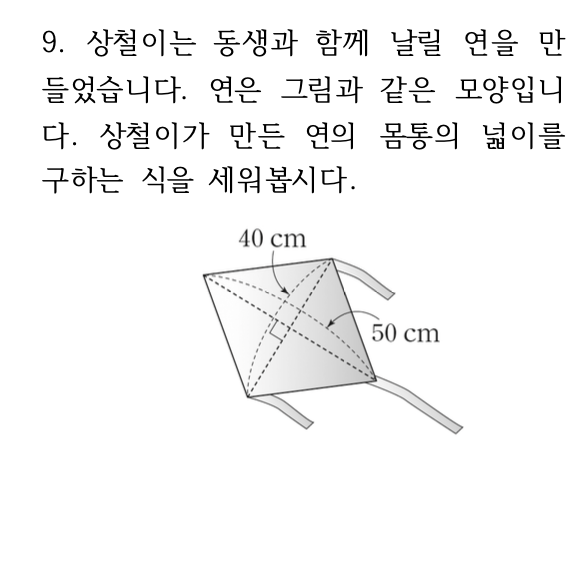 9. 상철이는 동생과 함께 날릴 연을 만
들었습니다. 연은 그림과 같은 모양입니
다. 상철이가 만든 연의 몸통의 넓이를
구하는 식을 세워봅시다.
40 cm
50 cm